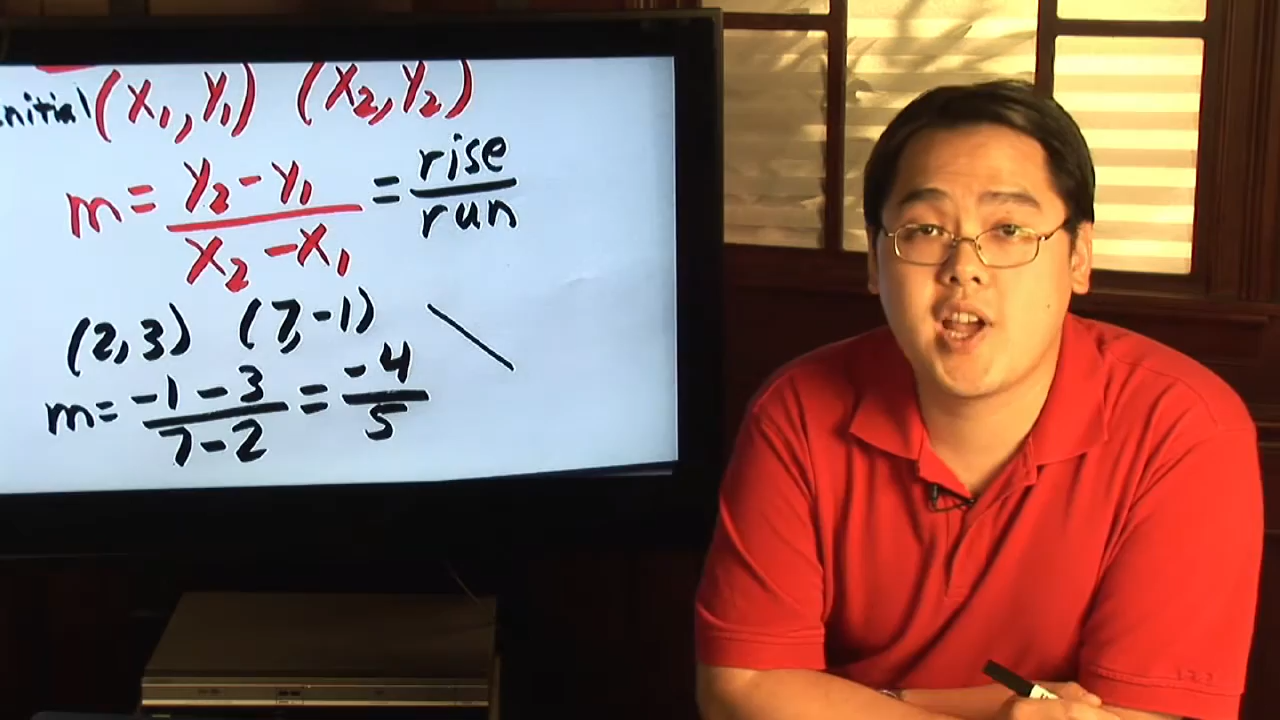 initial (x₁, y₁) (x₂, y₂)
m = y₂ - y₁ / x₂ - x₁ = rise / run
(2, 3) (7, -1)
m = -1 - 3 / 7 - 2 = -4 / 5